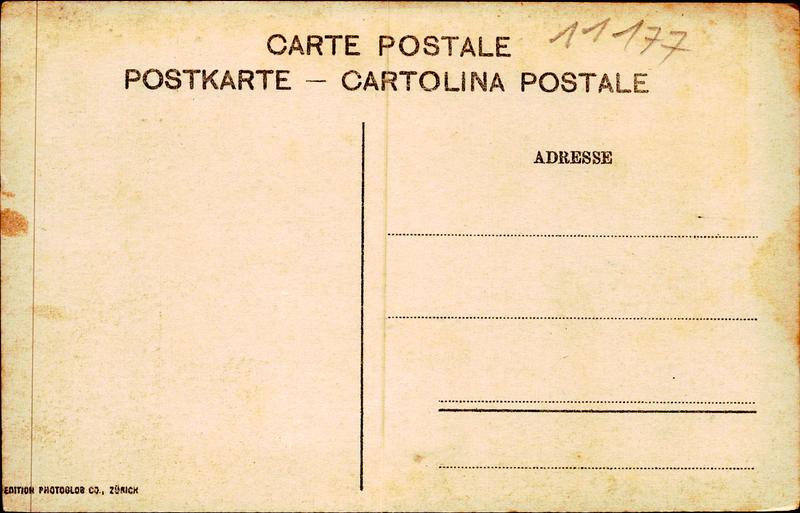 11177
CARTE POSTALE
POSTKARTE — CARTOLINA POSTALE
ADRESSE
EDITION PHOTOGLOB CO., ZÜRICH